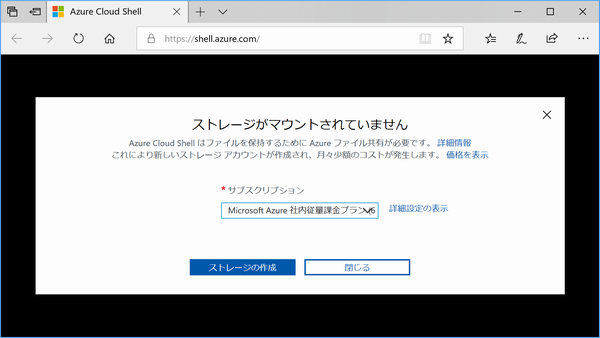 Azure Cloud Shell
https://shell.azure.com/
ストレージがマウントされていません
Azure Cloud Shell はファイルを保持するために Azure ファイル共有が必要です。 詳細情報
これにより新しいストレージ アカウントが作成され、月々少額のコストが発生します。 価格を表示
* サブスクリプション
Microsoft Azure 社内従量課金プラン
詳細設定の表示
ストレージの作成
閉じる